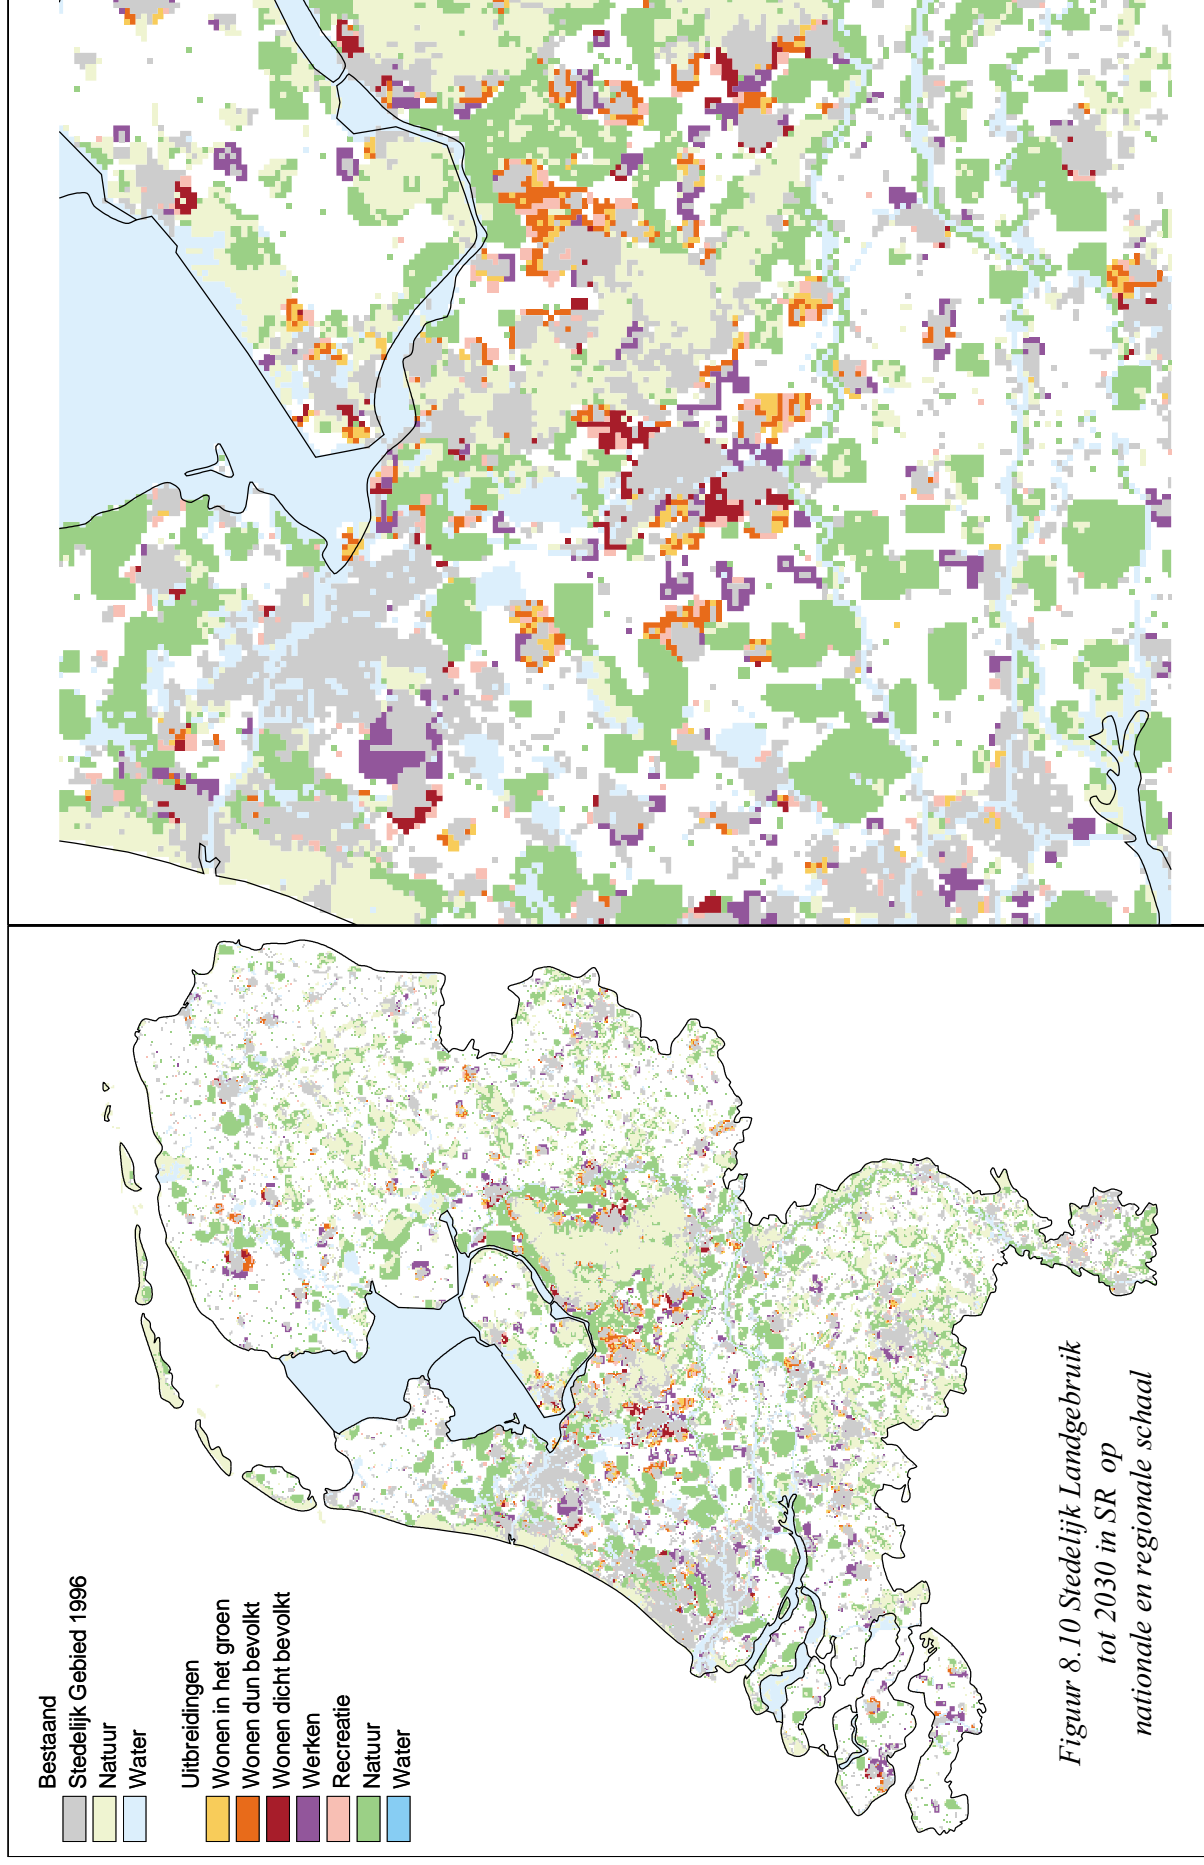 Bestaand
Stedelijk Gebied 1996
Natuur
Water
Uitbreidingen
Wonen in het groen
Wonen dun bevolkt
Wonen dicht bevolkt
Werken
Recreatie
Natuur
Water
Figuur 8.10 Stedelijk Landgebruik
tot 2030 in SR op
nationale en regionale schaal